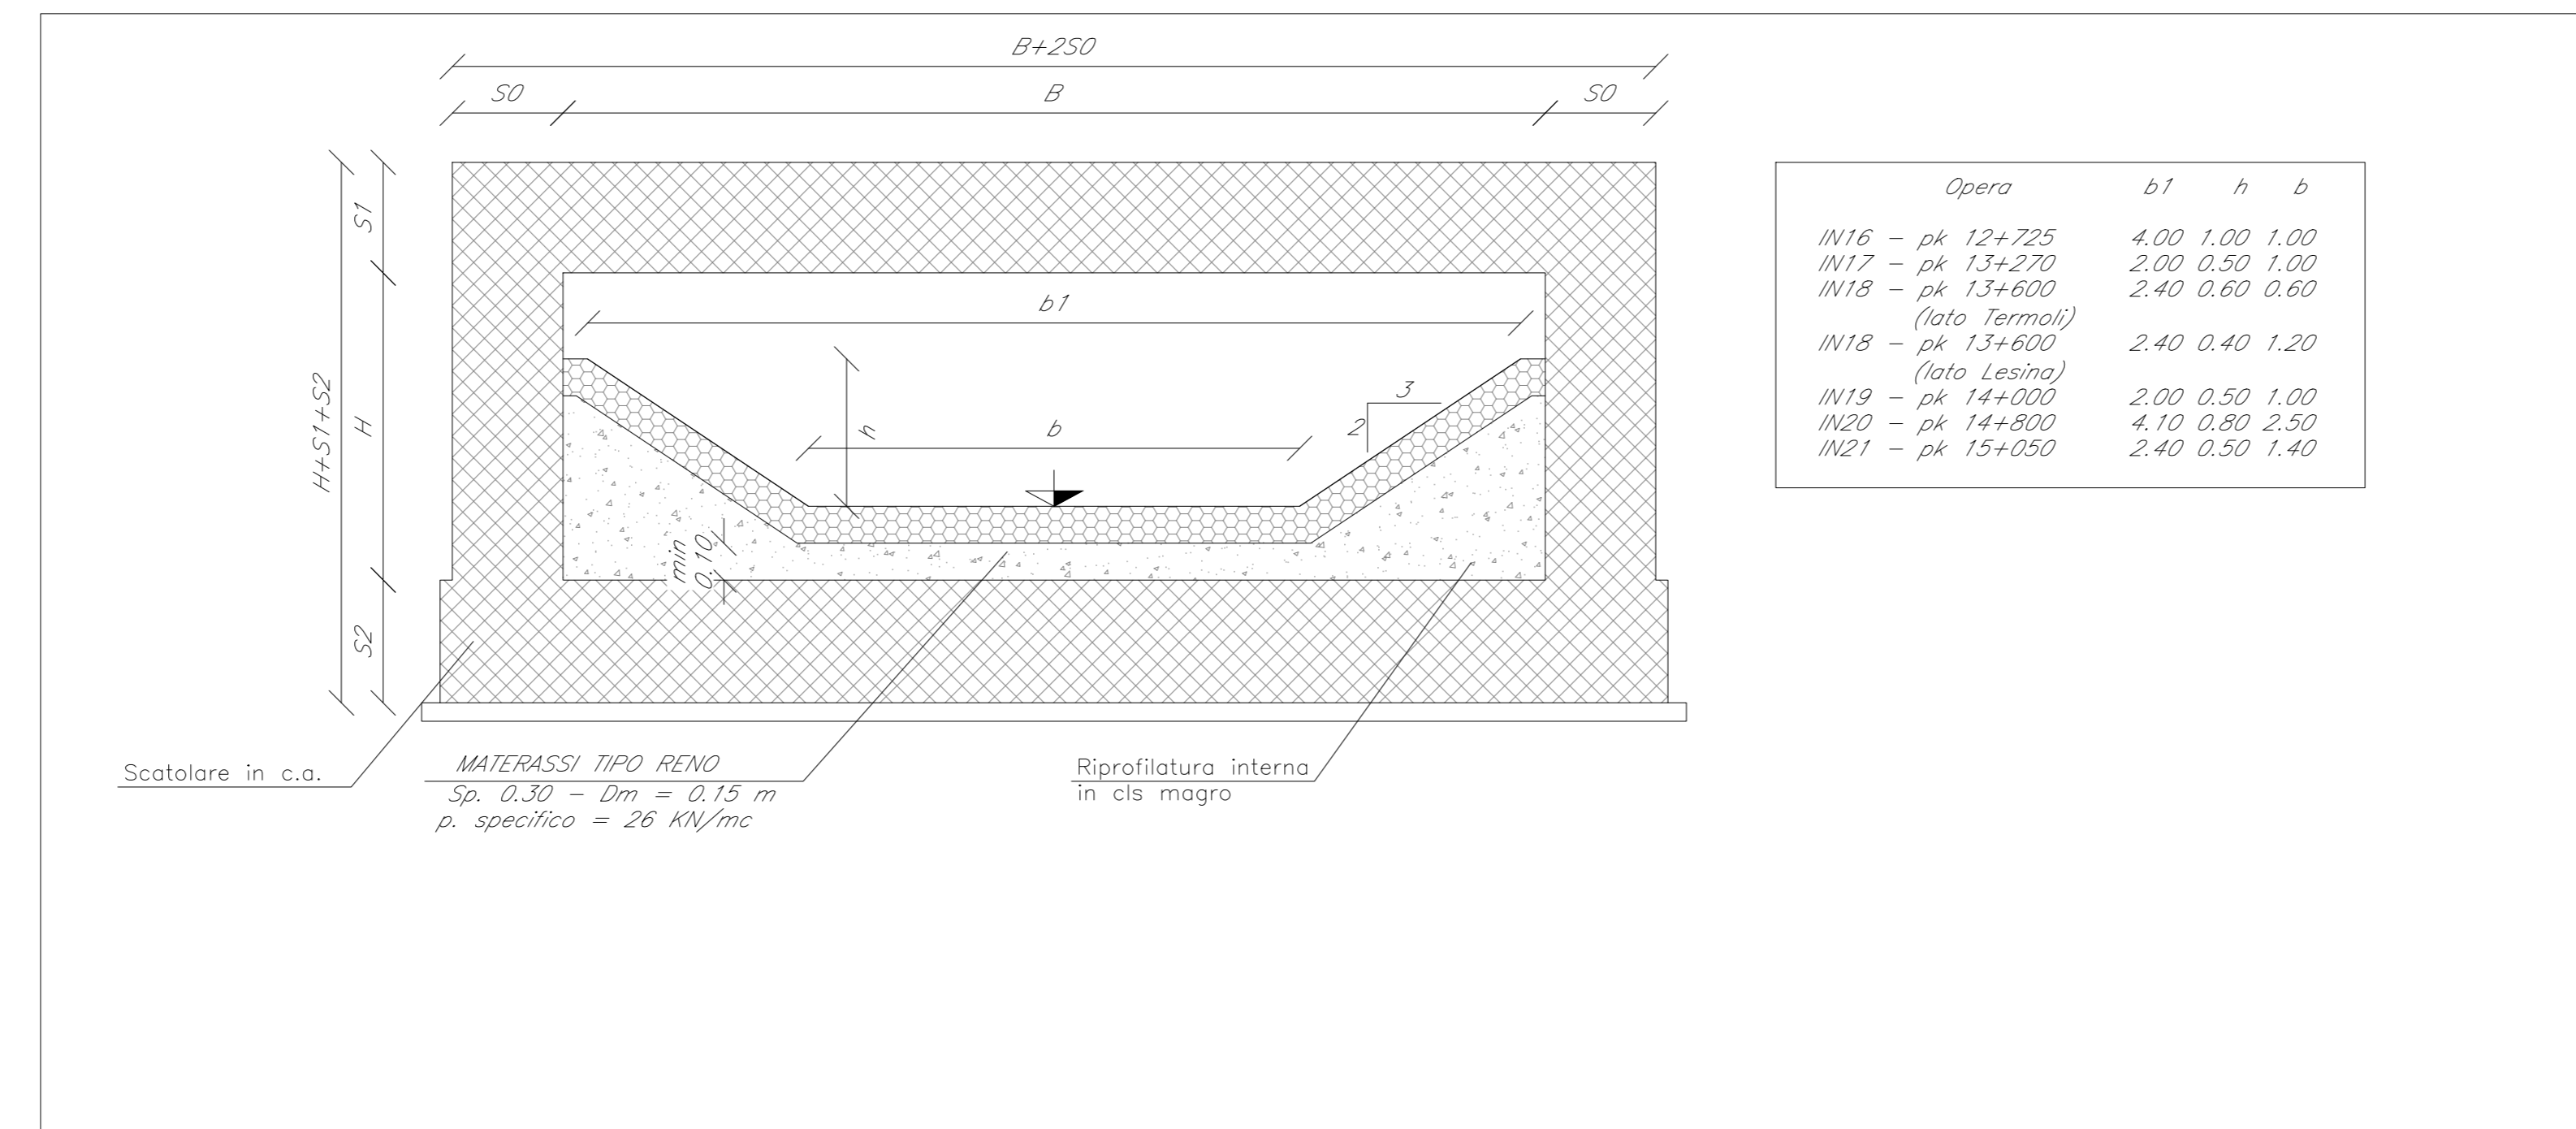 B+2S0
S0 B S0
S1
H
S2
H+S1+S2
b1
h
b
3
2
min
0.10
Scatolare in c.a.
MATERASSI TIPO RENO
Sp. 0.30 - Dm = 0.15 m
p. specifico = 26 KN/mc
Riprofilatura interna
in cls magro
Opera b1 h b
IN16 - pk 12+725 4.00 1.00 1.00
IN17 - pk 13+270 2.00 0.50 1.00
IN18 - pk 13+600 2.40 0.60 0.60
(lato Termoli)
IN18 - pk 13+600 2.40 0.40 1.20
(lato Lesina)
IN19 - pk 14+000 2.00 0.50 1.00
IN20 - pk 14+800 4.10 0.80 2.50
IN21 - pk 15+050 2.40 0.50 1.40